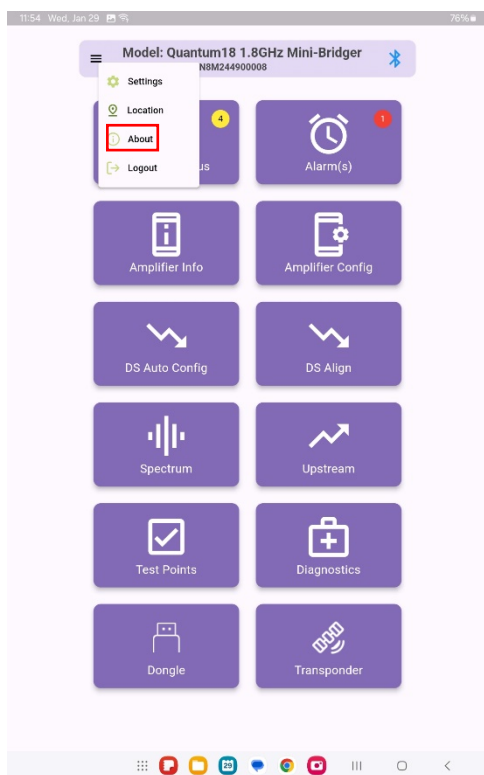 11:54 Wed, Jan 29
76%
Model: Quantum18 1.8GHz Mini-Bridger
N8M244900008
Settings
Location
About
Logout
4
us
1
Alarm(s)
Amplifier Info
Amplifier Config
DS Auto Config
DS Align
Spectrum
Upstream
Test Points
Diagnostics
Dongle
Transponder
29